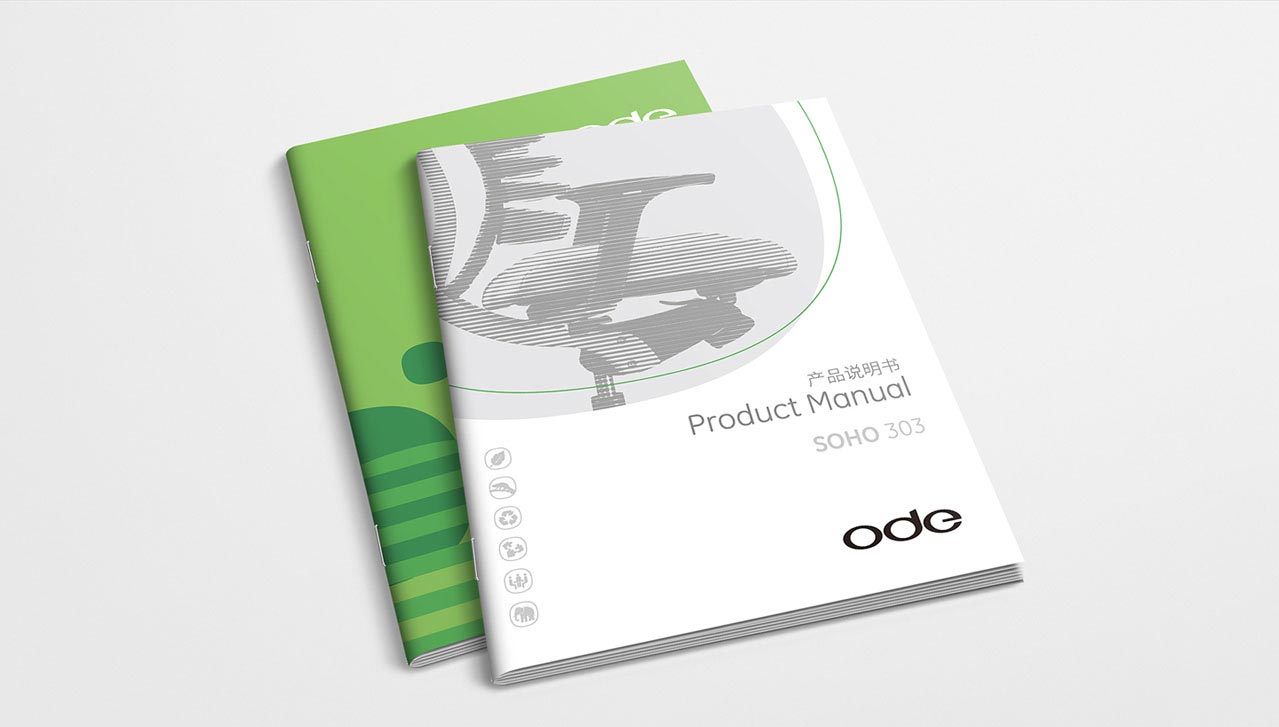 ode
产品说明书
Product Manual
SOHO 303
ode